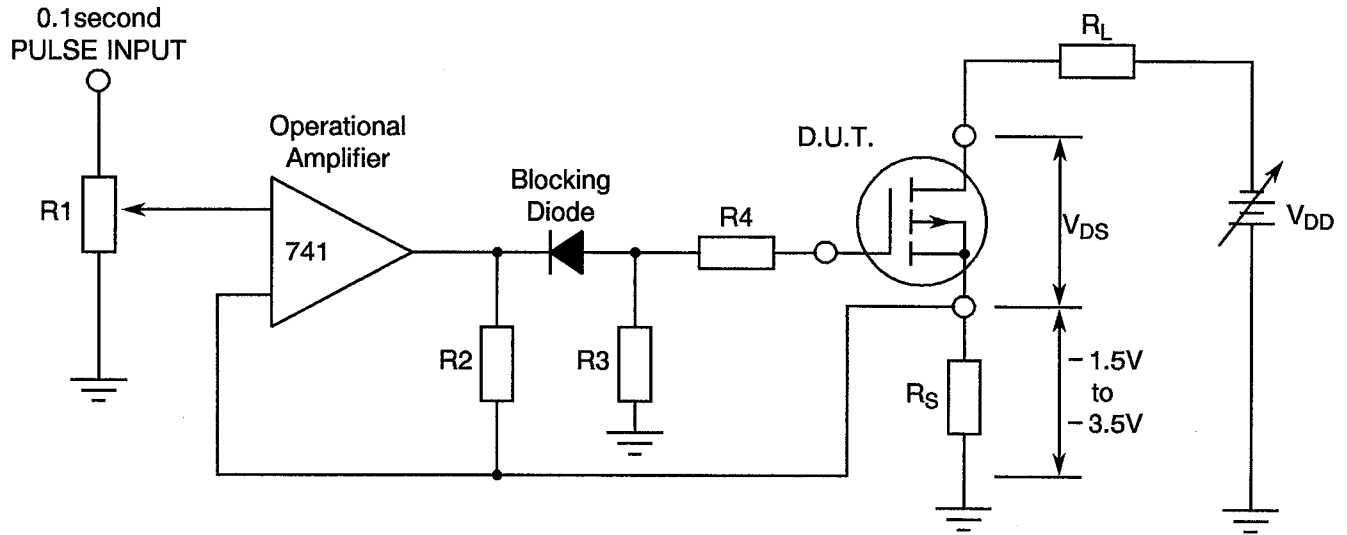 0.1second
PULSE INPUT
R1
Operational
Amplifier
741
Blocking
Diode
R2
R3
R4
D.U.T.
RL
VDS
VDD
RS
– 1.5V
to
– 3.5V